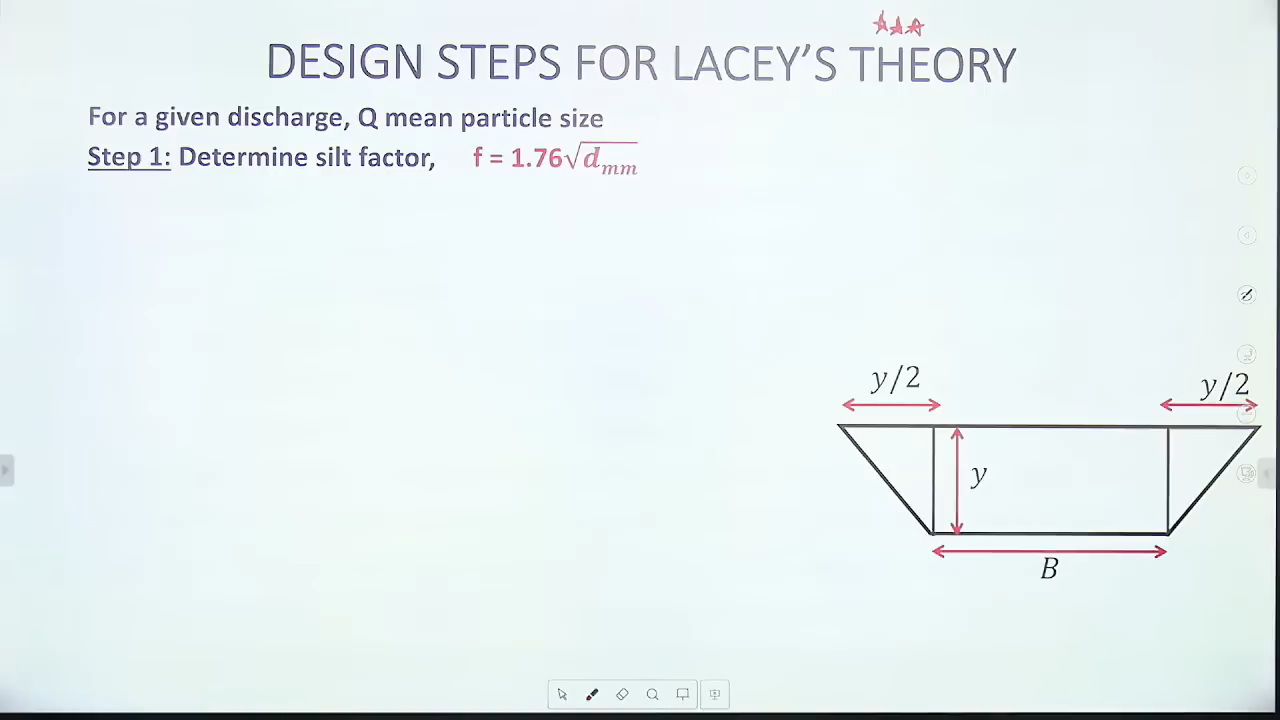 DESIGN STEPS FOR LACEY'S THEORY
For a given discharge, Q mean particle size
Step 1: Determine silt factor, f = 1.76√d_mm
y/2
y/2
y
B